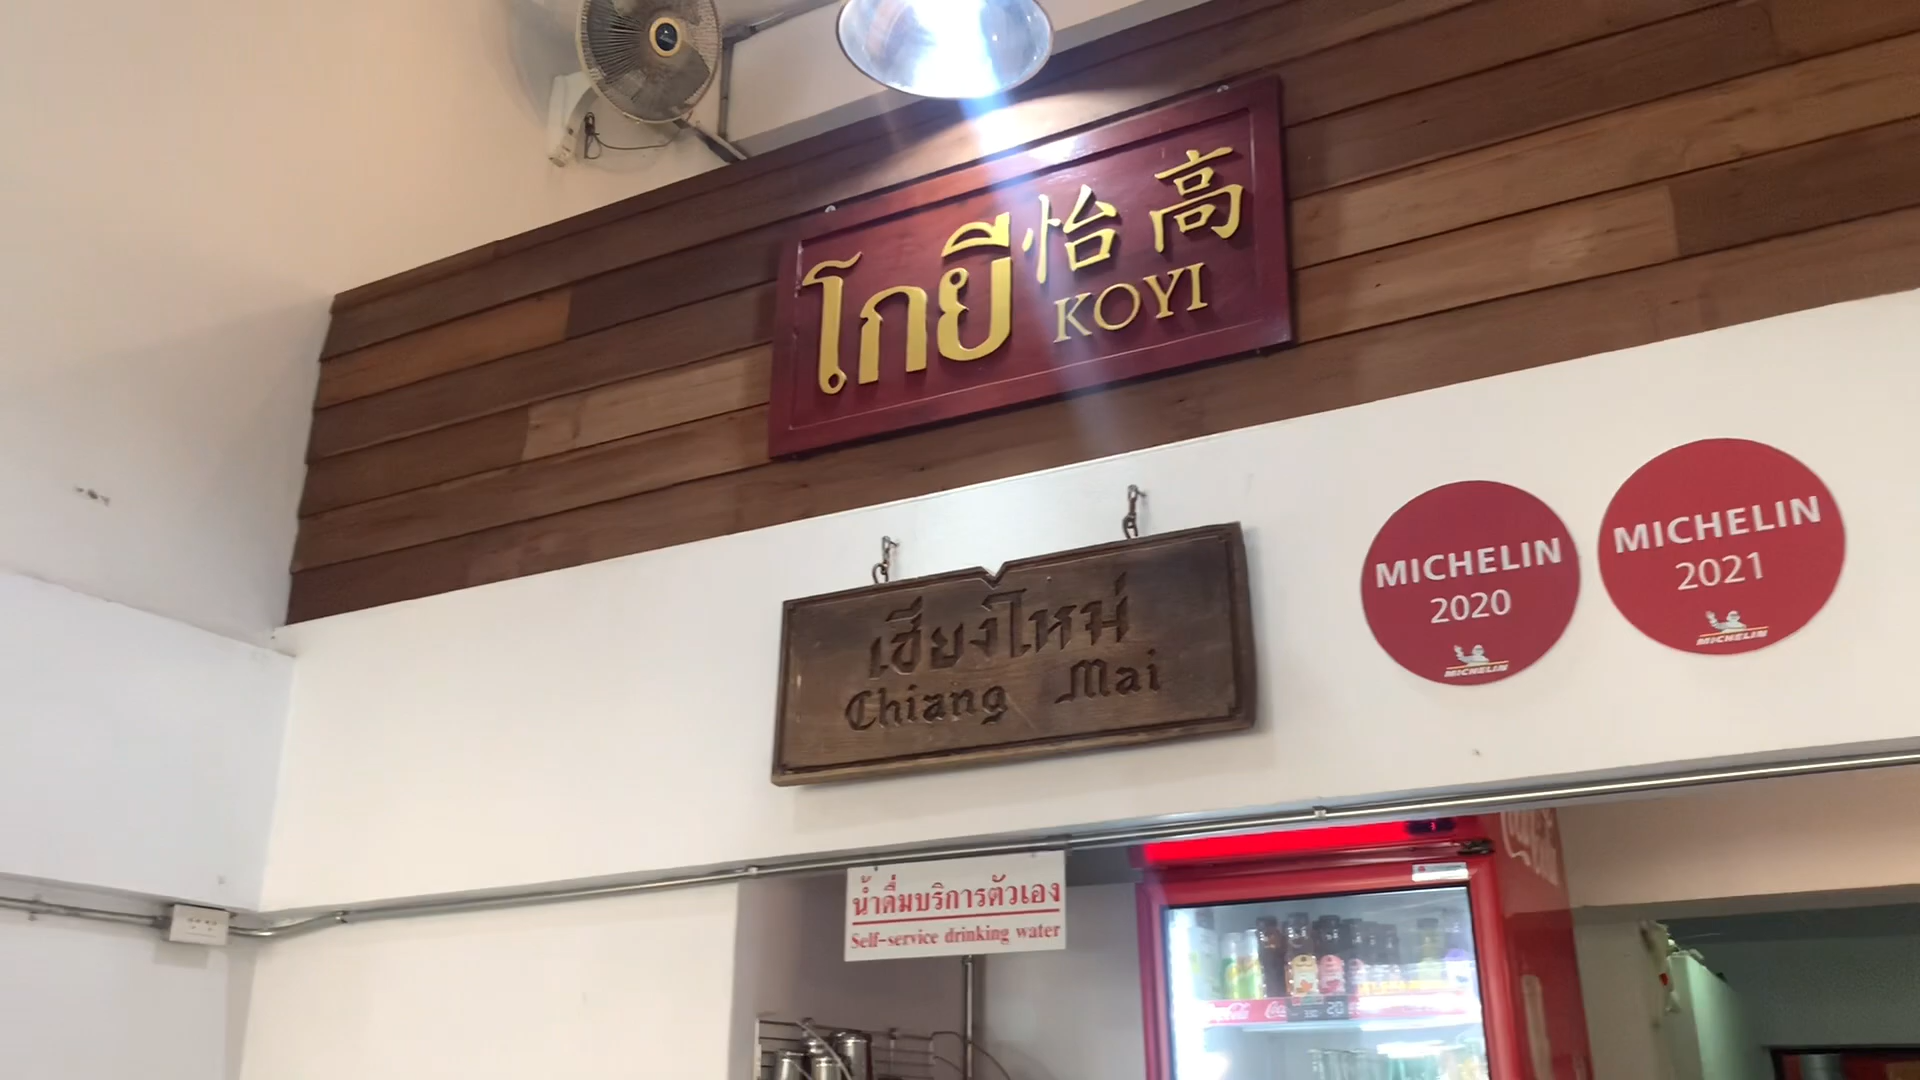 โกยี
怡高
KOYI
เชียงใหม่
Chiang Mai
MICHELIN
2020
MICHELIN
MICHELIN
2021
MICHELIN
น้ำดื่มบริการตัวเอง
Self-service drinking water
Coca-Cola